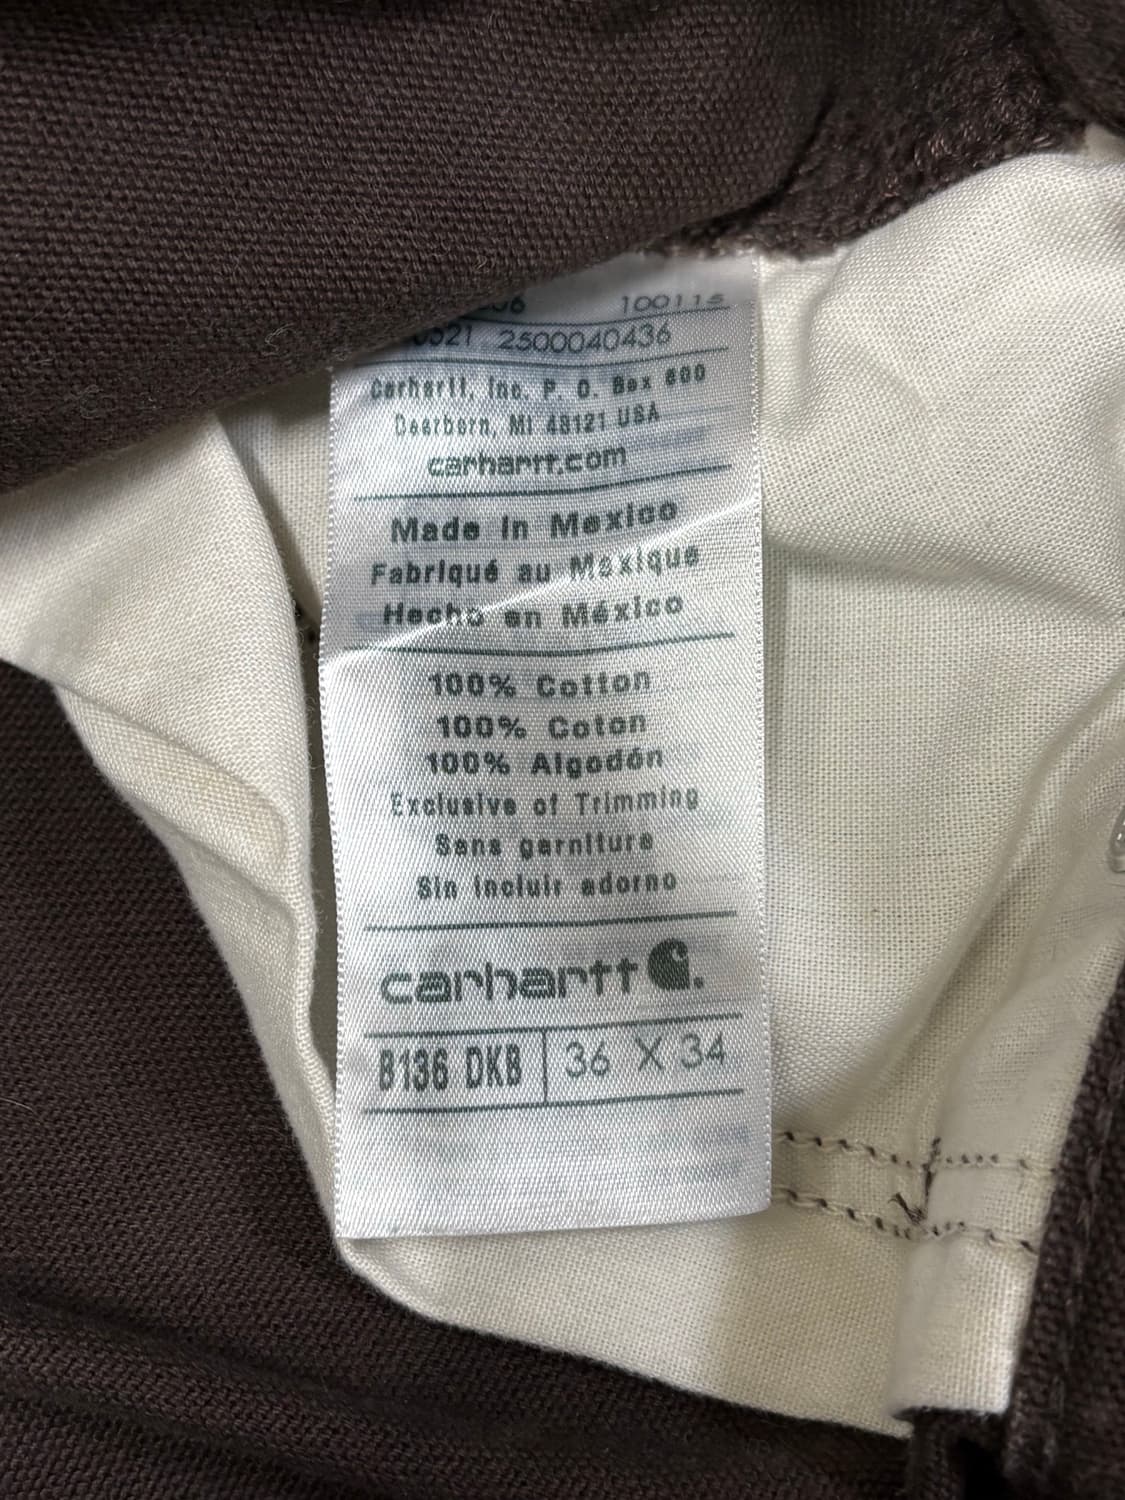 06 100115
0521 2500040436
Carhartt, Inc. P. O. Box 600
Dearborn, MI 48121 USA
carhartt.com
Made in Mexico
Fabriqué au Mexique
Hecho en México
100% Cotton
100% Coton
100% Algodón
Exclusive of Trimming
Sans garniture
Sin incluir adorno
carhartt
B136 DKB 36 X 34